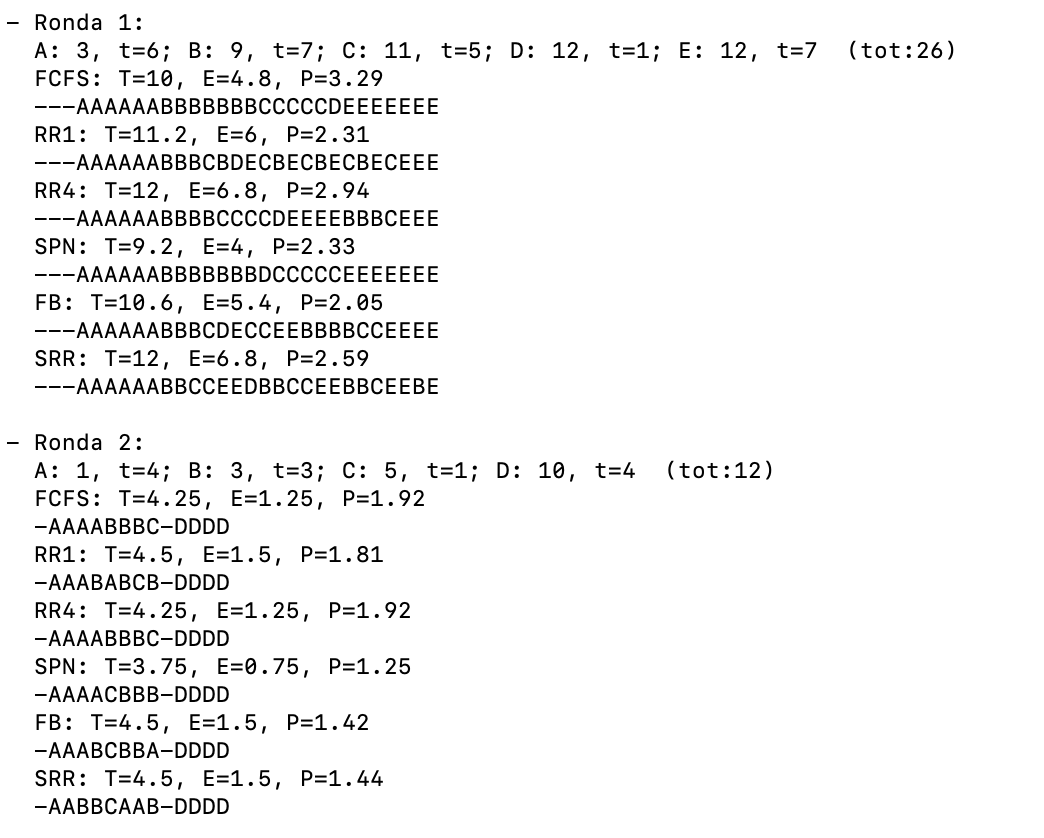 – Ronda 1:
A: 3, t=6; B: 9, t=7; C: 11, t=5; D: 12, t=1; E: 12, t=7  (tot:26)
FCFS: T=10, E=4.8, P=3.29
---AAAAAABBBBBBBCCCCCDEEEEEEE
RR1: T=11.2, E=6, P=2.31
---AAAAAABBBCBDECBECBECBECEEE
RR4: T=12, E=6.8, P=2.94
---AAAAAABBBBCCCCDEEEEBBBCEEE
SPN: T=9.2, E=4, P=2.33
---AAAAAABBBBBBBDCCCCCEEEEEEE
FB: T=10.6, E=5.4, P=2.05
---AAAAAABBBCDECCEEBBBBCCEEEE
SRR: T=12, E=6.8, P=2.59
---AAAAAABBCCEEDBBCCEEBBCEEBE
– Ronda 2:
A: 1, t=4; B: 3, t=3; C: 5, t=1; D: 10, t=4  (tot:12)
FCFS: T=4.25, E=1.25, P=1.92
-AAAABBBC-DDDD
RR1: T=4.5, E=1.5, P=1.81
-AAABABCB-DDDD
RR4: T=4.25, E=1.25, P=1.92
-AAAABBBC-DDDD
SPN: T=3.75, E=0.75, P=1.25
-AAAACBBB-DDDD
FB: T=4.5, E=1.5, P=1.42
-AAABCBBA-DDDD
SRR: T=4.5, E=1.5, P=1.44
-AABBCAAB-DDDD